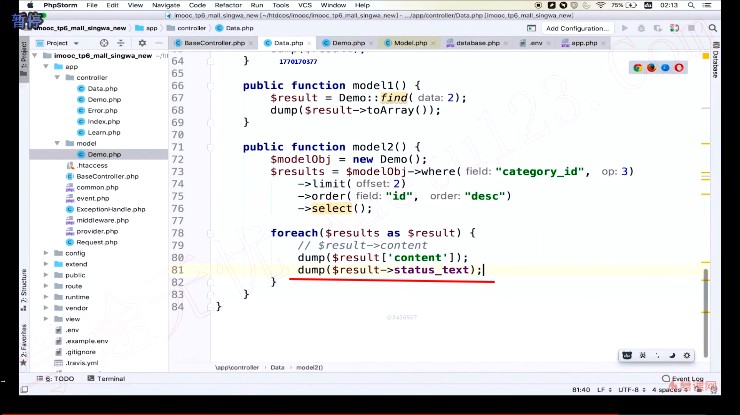 暂停
PhpStorm File Edit View Navigate Code Refactor Run Tools VCS Window Help 75% 02:13
imooc_tp6_mall_singwa_new [~/htdocs/imooc_tp6_mall_singwa_new] - .../app/controller/Data.php [imooc_tp6_mall_singwa_new]
imooc_tp6_mall_singwa_new app Add Configuration...
Project
BaseController.php Data.php Demo.php Model.php database.php .env app.php
1: Project
Database
imooc_tp6_mall_singwa_new
app
controller
Data.php
Demo.php
Error.php
Index.php
Learn.php
model
Demo.php
.htaccess
BaseController.php
common.php
event.php
ExceptionHandle.php
middleware.php
provider.php
Request.php
config
extend
public
route
runtime
vendor
view
.env
.example.env
.gitignore
.travis.yml
7: Structure
2: Favorites
64 }
1770170377
65
66 public function model1() {
67 $result = Demo::find( data: 2);
68 dump($result->toArray());
69 }
70
71 public function model2() {
72 $modelObj = new Demo();
73 $results = $modelObj->where( field: "category_id", op: 3)
74 ->limit( offset: 2)
75 ->order( field: "id", order: "desc")
76 ->select();
77
78 foreach($results as $result) {
79 // $result->content
80 dump($result['content']);
81 dump($result->status_text);
82 }
83 }
84 }
\app\controller Data model2()
6: TODO Terminal Event Log
81:40 LF UTF-8 4 spaces
慕课网